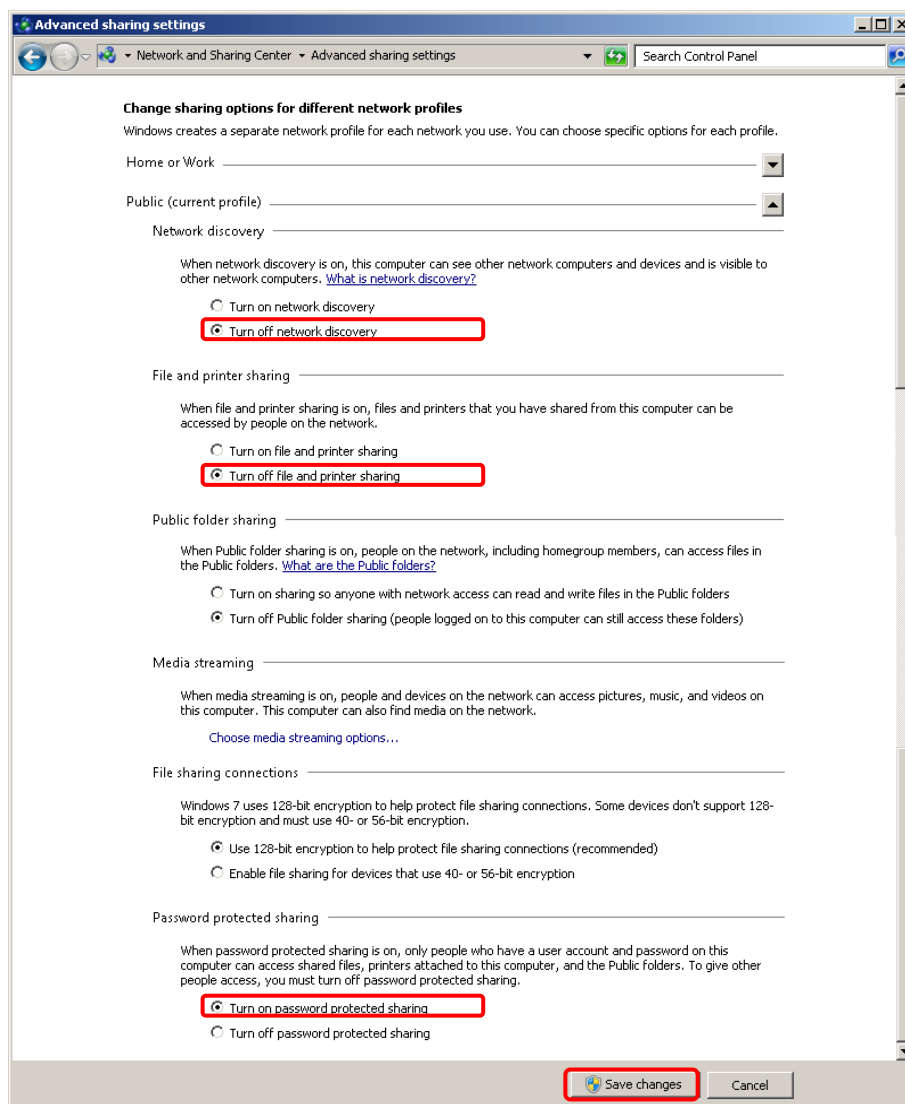 Advanced sharing settings
Network and Sharing Center Advanced sharing settings Search Control Panel
Change sharing options for different network profiles
Windows creates a separate network profile for each network you use. You can choose specific options for each profile.
Home or Work
Public (current profile)
Network discovery
When network discovery is on, this computer can see other network computers and devices and is visible to
other network computers. What is network discovery?
Turn on network discovery
Turn off network discovery
File and printer sharing
When file and printer sharing is on, files and printers that you have shared from this computer can be
accessed by people on the network.
Turn on file and printer sharing
Turn off file and printer sharing
Public folder sharing
When Public folder sharing is on, people on the network, including homegroup members, can access files in
the Public folders. What are the Public folders?
Turn on sharing so anyone with network access can read and write files in the Public folders
Turn off Public folder sharing (people logged on to this computer can still access these folders)
Media streaming
When media streaming is on, people and devices on the network can access pictures, music, and videos on
this computer. This computer can also find media on the network.
Choose media streaming options...
File sharing connections
Windows 7 uses 128-bit encryption to help protect file sharing connections. Some devices don't support 128-
bit encryption and must use 40- or 56-bit encryption.
Use 128-bit encryption to help protect file sharing connections (recommended)
Enable file sharing for devices that use 40- or 56-bit encryption
Password protected sharing
When password protected sharing is on, only people who have a user account and password on this
computer can access shared files, printers attached to this computer, and the Public folders. To give other
people access, you must turn off password protected sharing.
Turn on password protected sharing
Turn off password protected sharing
Save changes Cancel